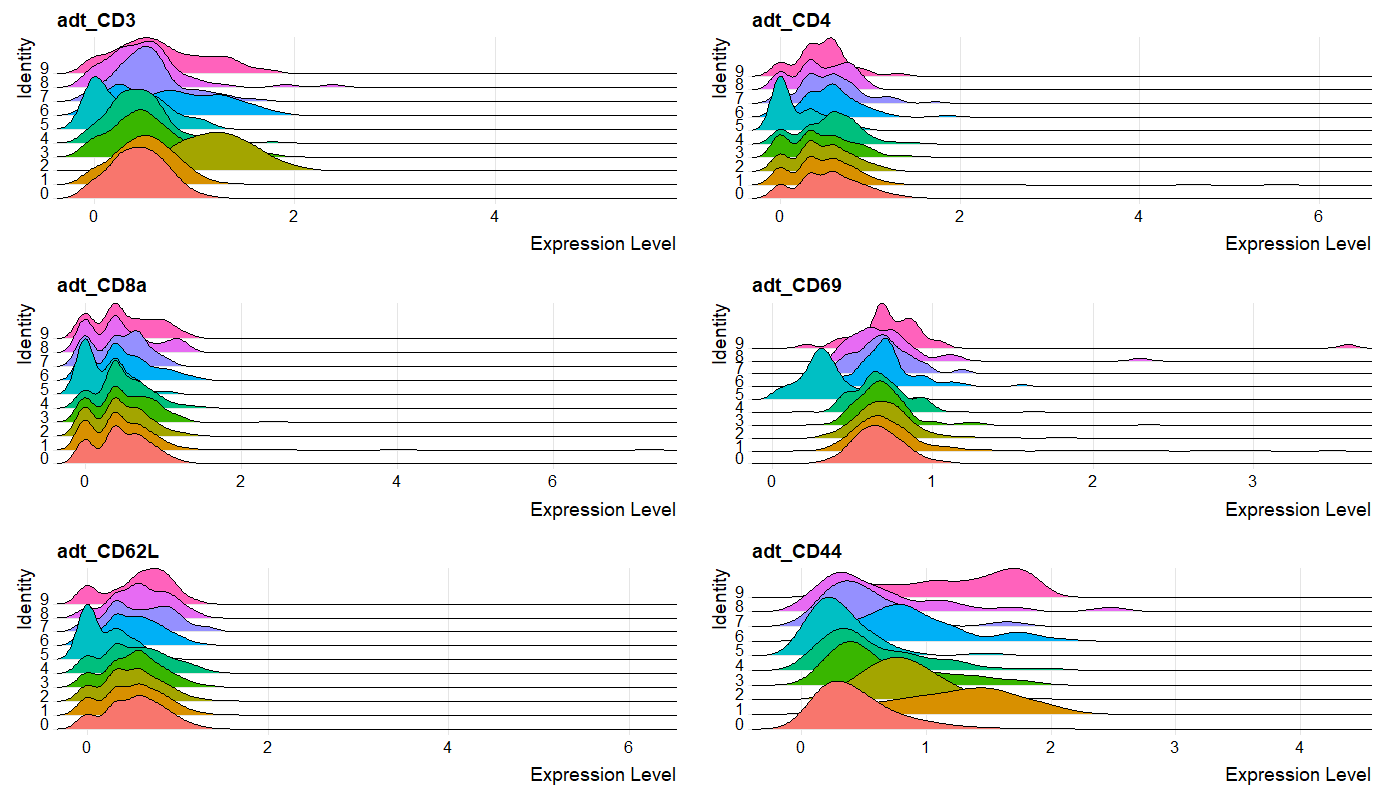 adt_CD3
Identity
9
8
7
6
5
4
3
2
1
0
0 2 4
Expression Level
adt_CD4
Identity
9
8
7
6
5
4
3
2
1
0
0 2 4 6
Expression Level
adt_CD8a
Identity
9
8
7
6
5
4
3
2
1
0
0 2 4 6
Expression Level
adt_CD69
Identity
9
8
7
6
5
4
3
2
1
0
0 1 2 3
Expression Level
adt_CD62L
Identity
9
8
7
6
5
4
3
2
1
0
0 2 4 6
Expression Level
adt_CD44
Identity
9
8
7
6
5
4
3
2
1
0
0 1 2 3 4
Expression Level